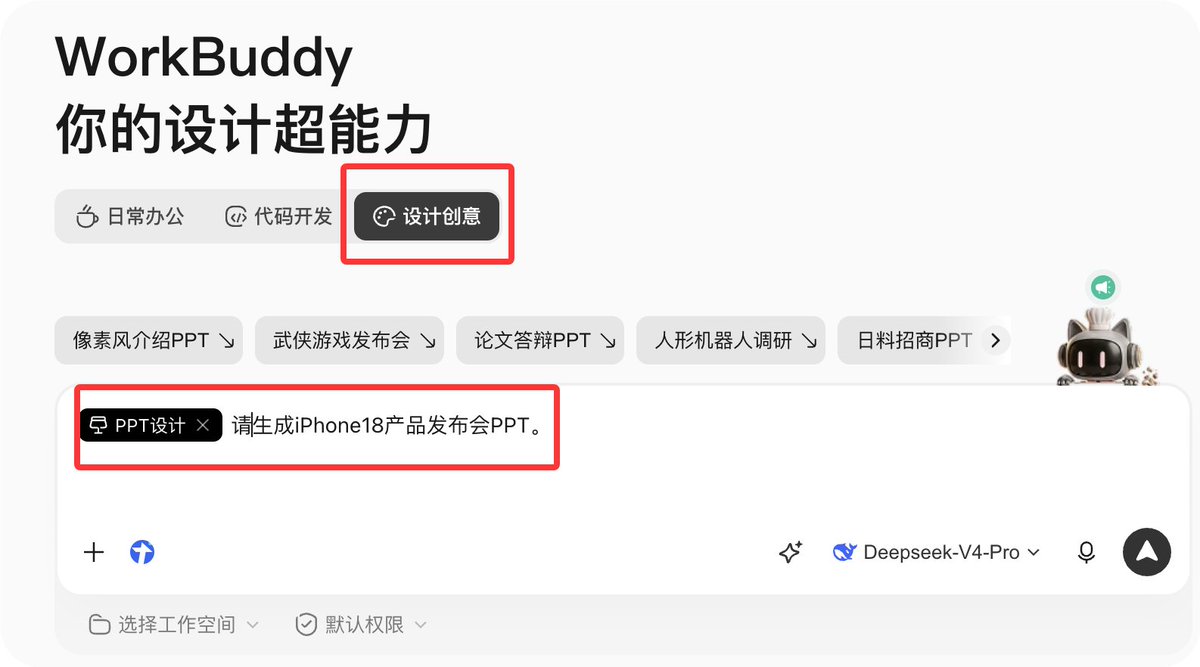 WorkBuddy
你的设计超能力
日常办公 代码开发 设计创意
像素风介绍PPT 武侠游戏发布会 论文答辩PPT 人形机器人调研 日料招商PPT
PPT设计 请生成iPhone18产品发布会PPT。
Deepseek-V4-Pro
选择工作空间 默认权限